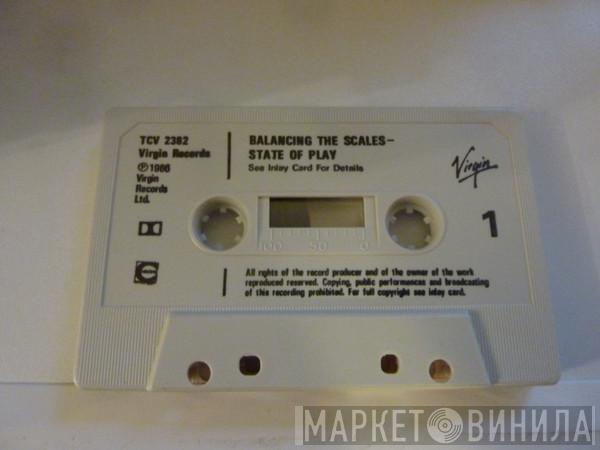 TCV 2382
Virgin Records
℗1986
Virgin
Records
Ltd.
BALANCING THE SCALES–
STATE OF PLAY
See Inlay Card For Details
Virgin
1
100 50 0
All rights of the record producer and of the owner of the work
reproduced reserved. Copying, public performances and broadcasting
of this recording prohibited. For full copyright see inlay card.
МАРКЕТ ВИНИЛА